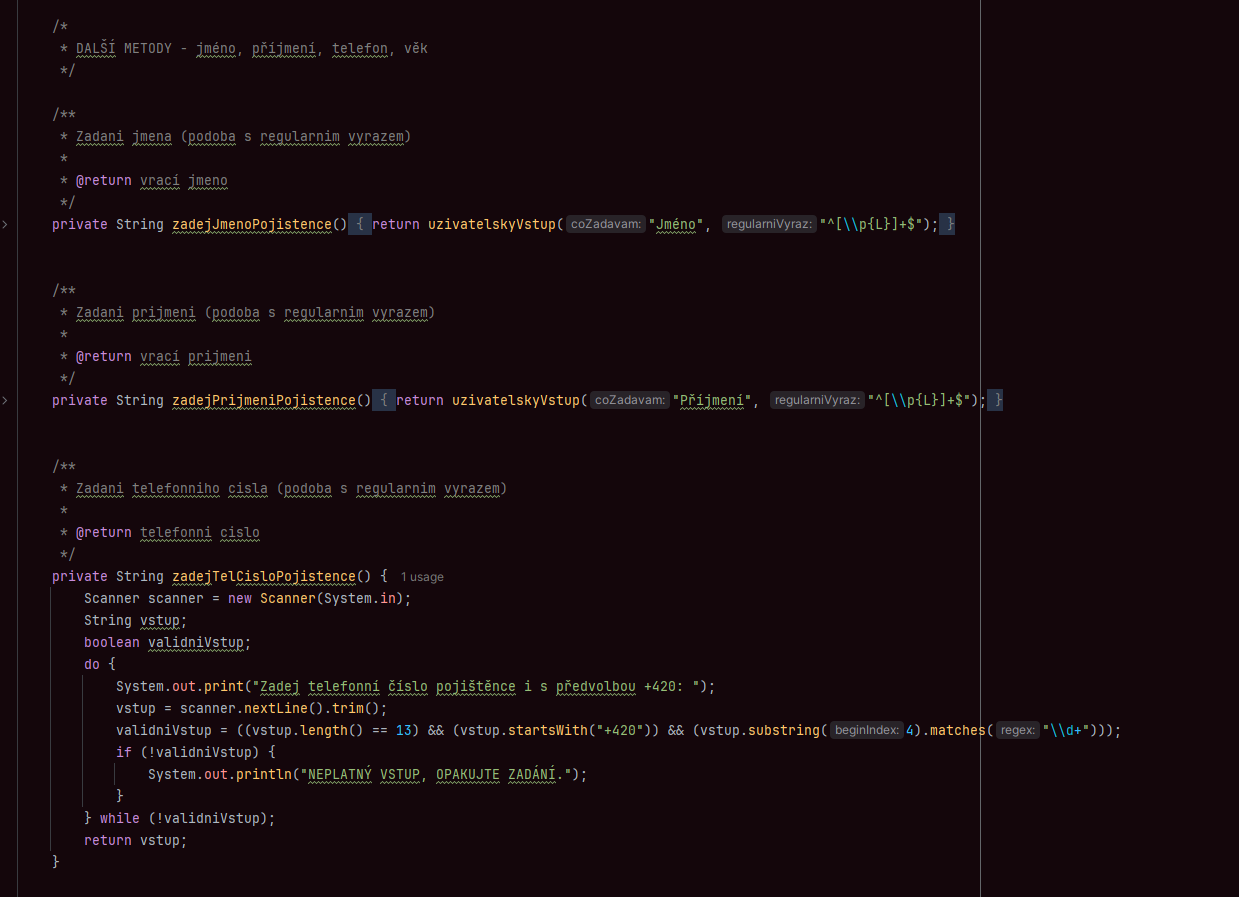 /*
 * DALŠÍ METODY - jméno, příjmení, telefon, věk
 */
/**
 * Zadani jmena (podoba s regularnim vyrazem)
 *
 * @return vraci jmeno
 */
private String zadejJmenoPojistence() { return uzivatelskyVstup( coZadavam: "Jméno", regularniVyraz: "^[\\p{L}]+$"); }
/**
 * Zadani prijmeni (podoba s regularnim vyrazem)
 *
 * @return vraci prijmeni
 */
private String zadejPrijmeniPojistence() { return uzivatelskyVstup( coZadavam: "Příjmení", regularniVyraz: "^[\\p{L}]+$"); }
/**
 * Zadani telefonniho cisla (podoba s regularnim vyrazem)
 *
 * @return telefonni cislo
 */
private String zadejTelCisloPojistence() { 1 usage
    Scanner scanner = new Scanner(System.in);
    String vstup;
    boolean validniVstup;
    do {
        System.out.print("Zadej telefonní číslo pojištěnce i s předvolbou +420: ");
        vstup = scanner.nextLine().trim();
        validniVstup = ((vstup.length() == 13) && (vstup.startsWith("+420")) && (vstup.substring( beginIndex: 4).matches( regex: "\\d+")));
        if (!validniVstup) {
            System.out.println("NEPLATNÝ VSTUP, OPAKUJTE ZADÁNÍ.");
        }
    } while (!validniVstup);
    return vstup;
}